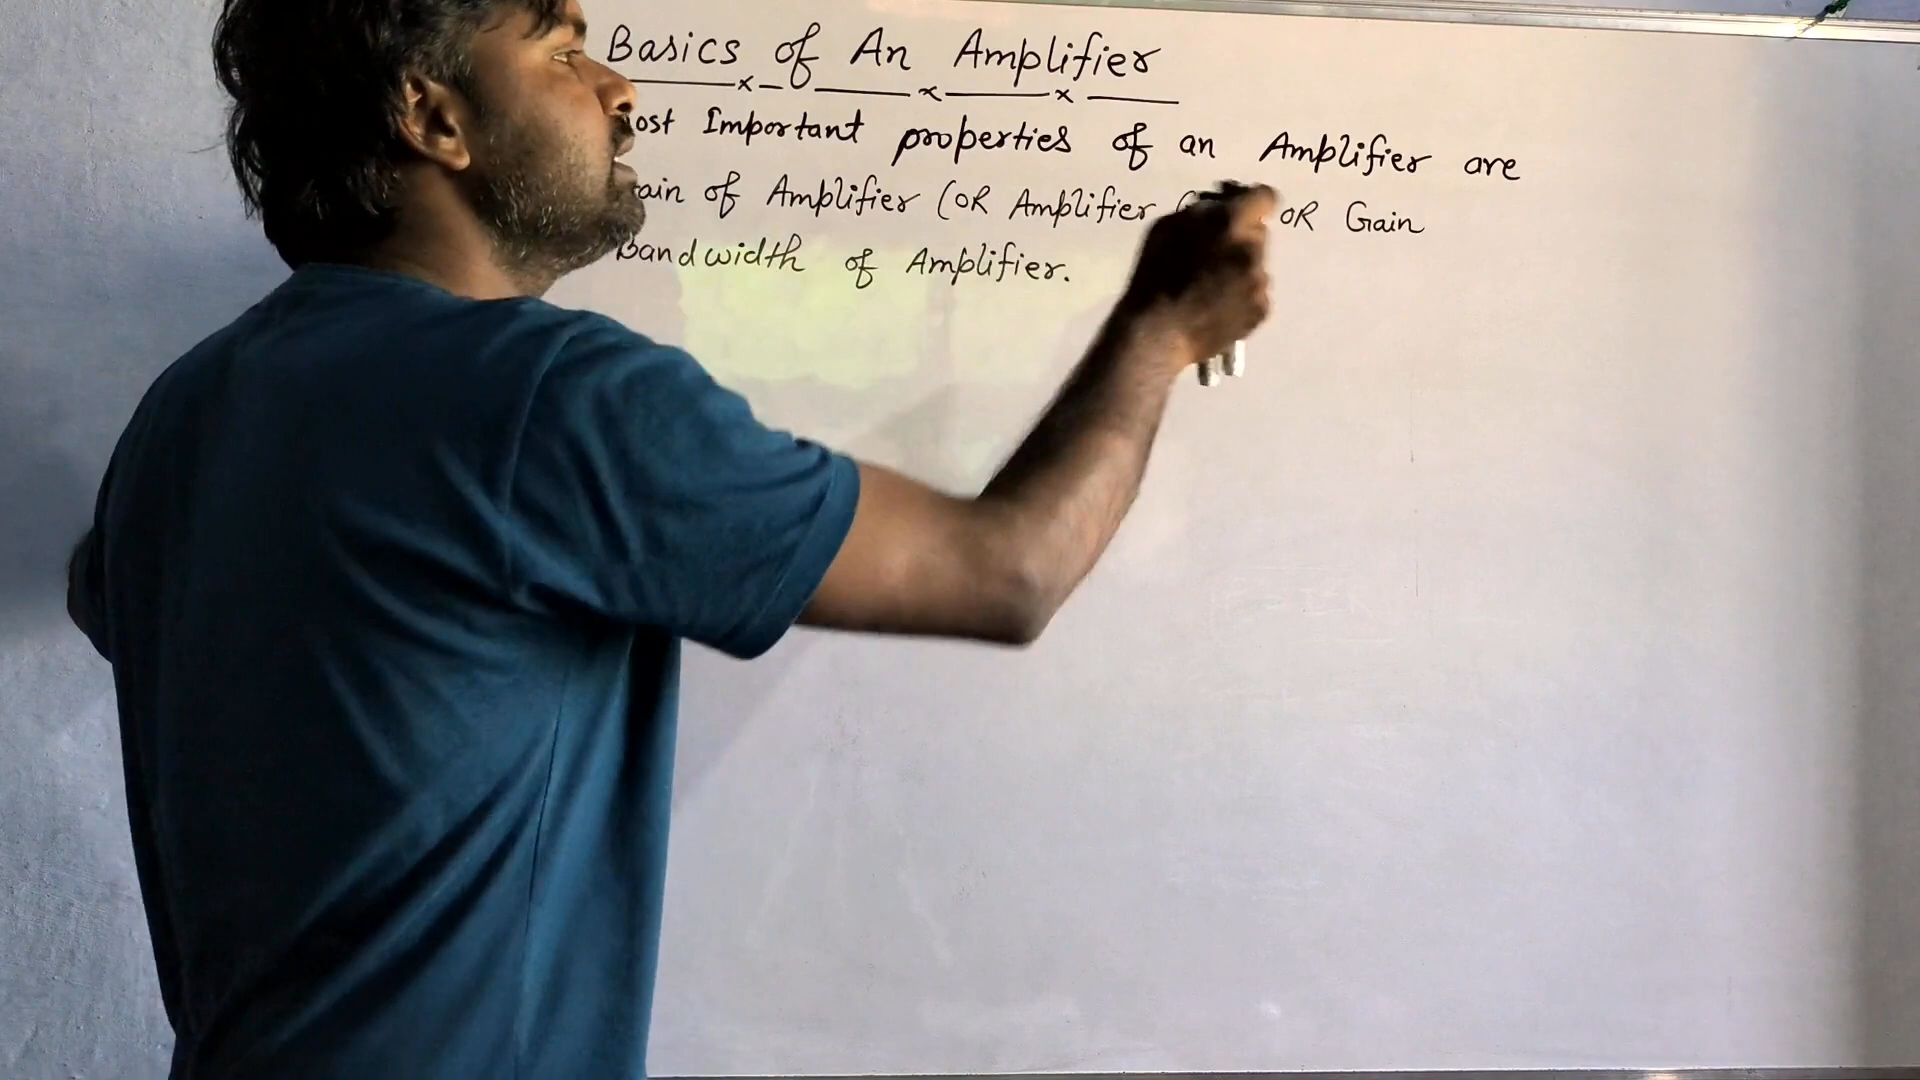 Basics of An Amplifier
ost Important properties of an Amplifier are
ain of Amplifier (OR Amplifier OR Gain
Bandwidth of Amplifier.